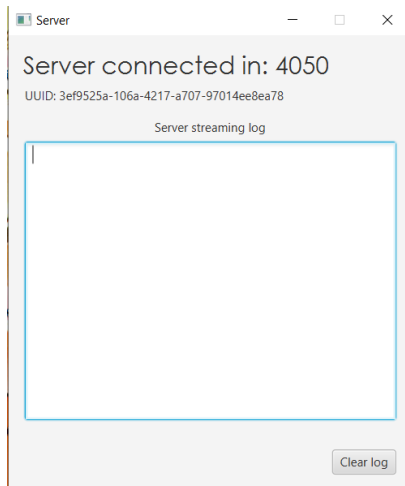 Server
Server connected in: 4050
UUID: 3ef9525a-106a-4217-a707-97014ee8ea78
Server streaming log
Clear log